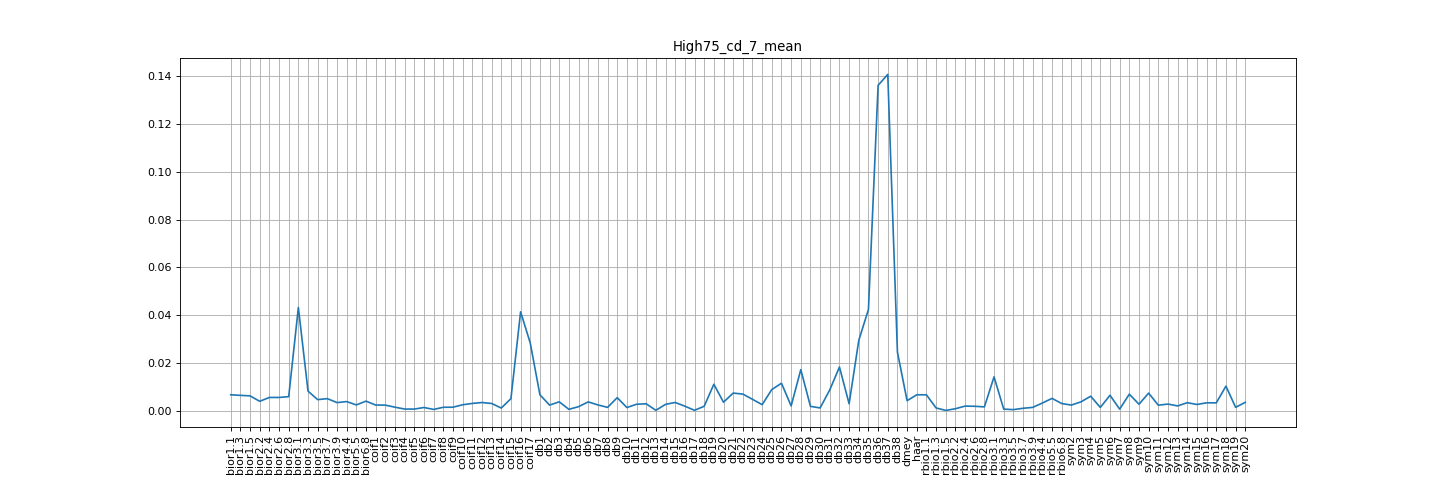 High75_cd_7_mean
0.14
0.12
0.10
0.08
0.06
0.04
0.02
0.00
bior1.1
bior1.3
bior1.5
bior2.2
bior2.4
bior2.6
bior2.8
bior3.1
bior3.3
bior3.5
bior3.7
bior3.9
bior4.4
bior5.5
bior6.8
coif1
coif2
coif3
coif4
coif5
coif6
coif7
coif8
coif9
coif10
coif11
coif12
coif13
coif14
coif15
coif16
coif17
db1
db2
db3
db4
db5
db6
db7
db8
db9
db10
db11
db12
db13
db14
db15
db16
db17
db18
db19
db20
db21
db22
db23
db24
db25
db26
db27
db28
db29
db30
db31
db32
db33
db34
db35
db36
db37
db38
dmey
haar
rbio1.1
rbio1.3
rbio1.5
rbio2.2
rbio2.4
rbio2.6
rbio2.8
rbio3.1
rbio3.3
rbio3.5
rbio3.7
rbio3.9
rbio4.4
rbio5.5
rbio6.8
sym2
sym3
sym4
sym5
sym6
sym7
sym8
sym9
sym10
sym11
sym12
sym13
sym14
sym15
sym16
sym17
sym18
sym19
sym20